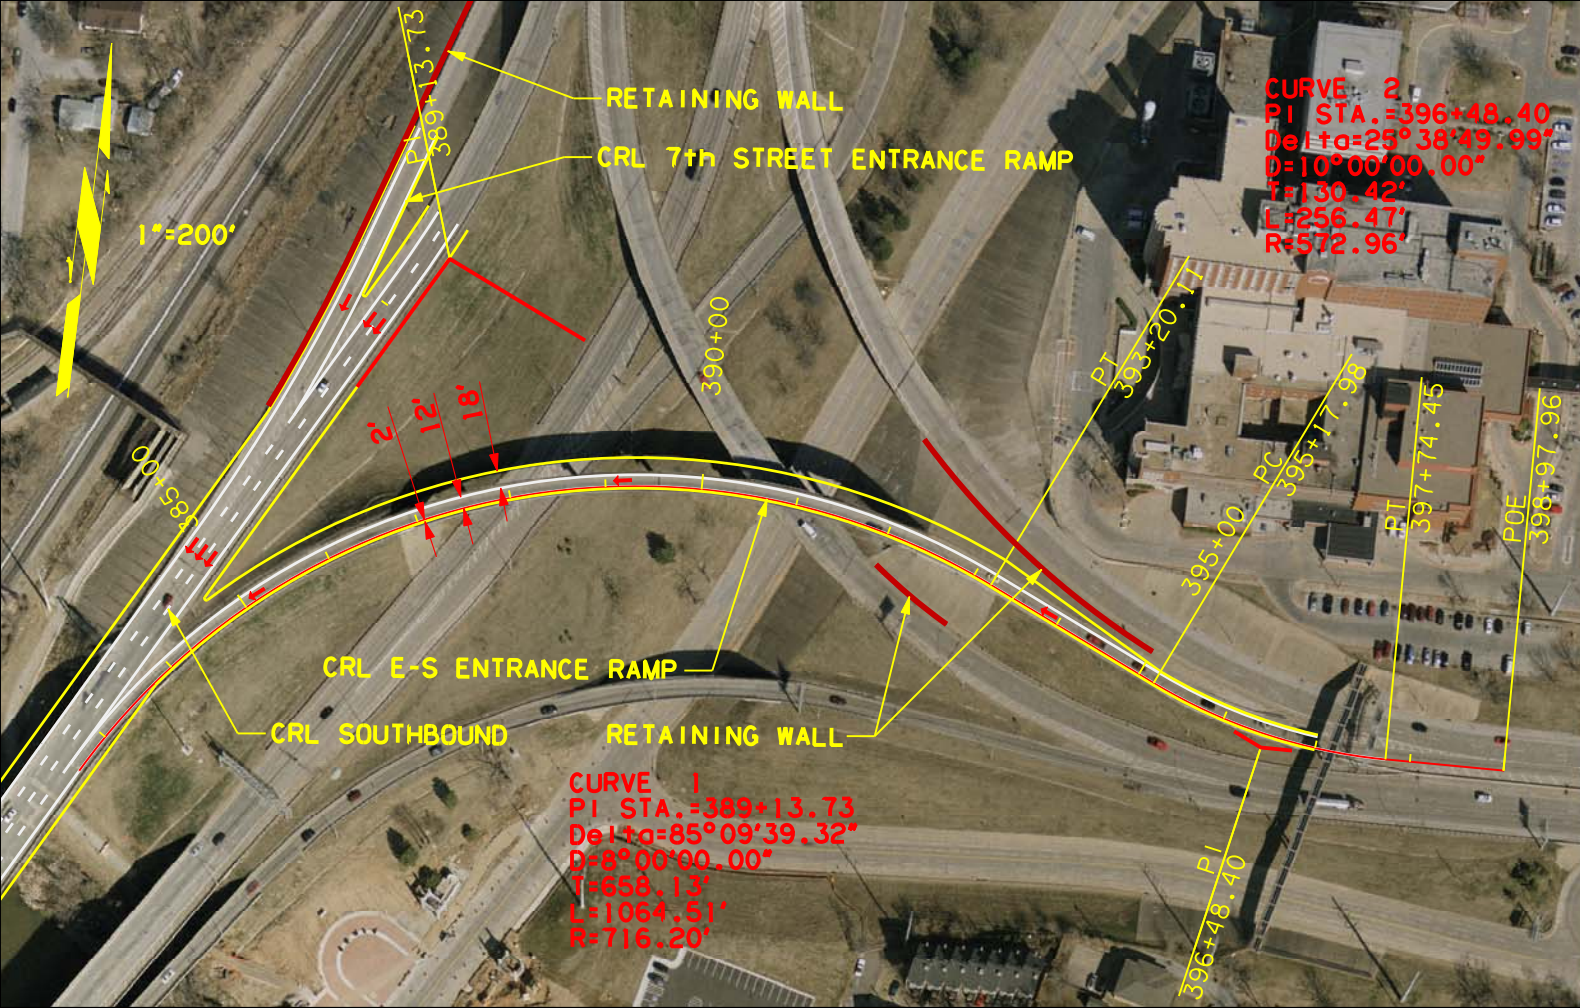 PI
389+13.73
RETAINING WALL
CRL 7th STREET ENTRANCE RAMP
CURVE 2
PI STA.=396+48.40
Delta=25°38'49.99"
D=10°00'00.00"
T=130.42'
L=256.47'
R=572.96'
1"=200'
390+00
PT
393+20.11
2'
12'
18'
385+00
PC
395+17.98
395+00
PT
397+74.45
POE
398+97.96
CRL E-S ENTRANCE RAMP
CRL SOUTHBOUND
RETAINING WALL
CURVE 1
PI STA.=389+13.73
Delta=85°09'39.32"
D=8°00'00.00"
T=658.13'
L=1064.51'
R=716.20'
PI
396+48.40